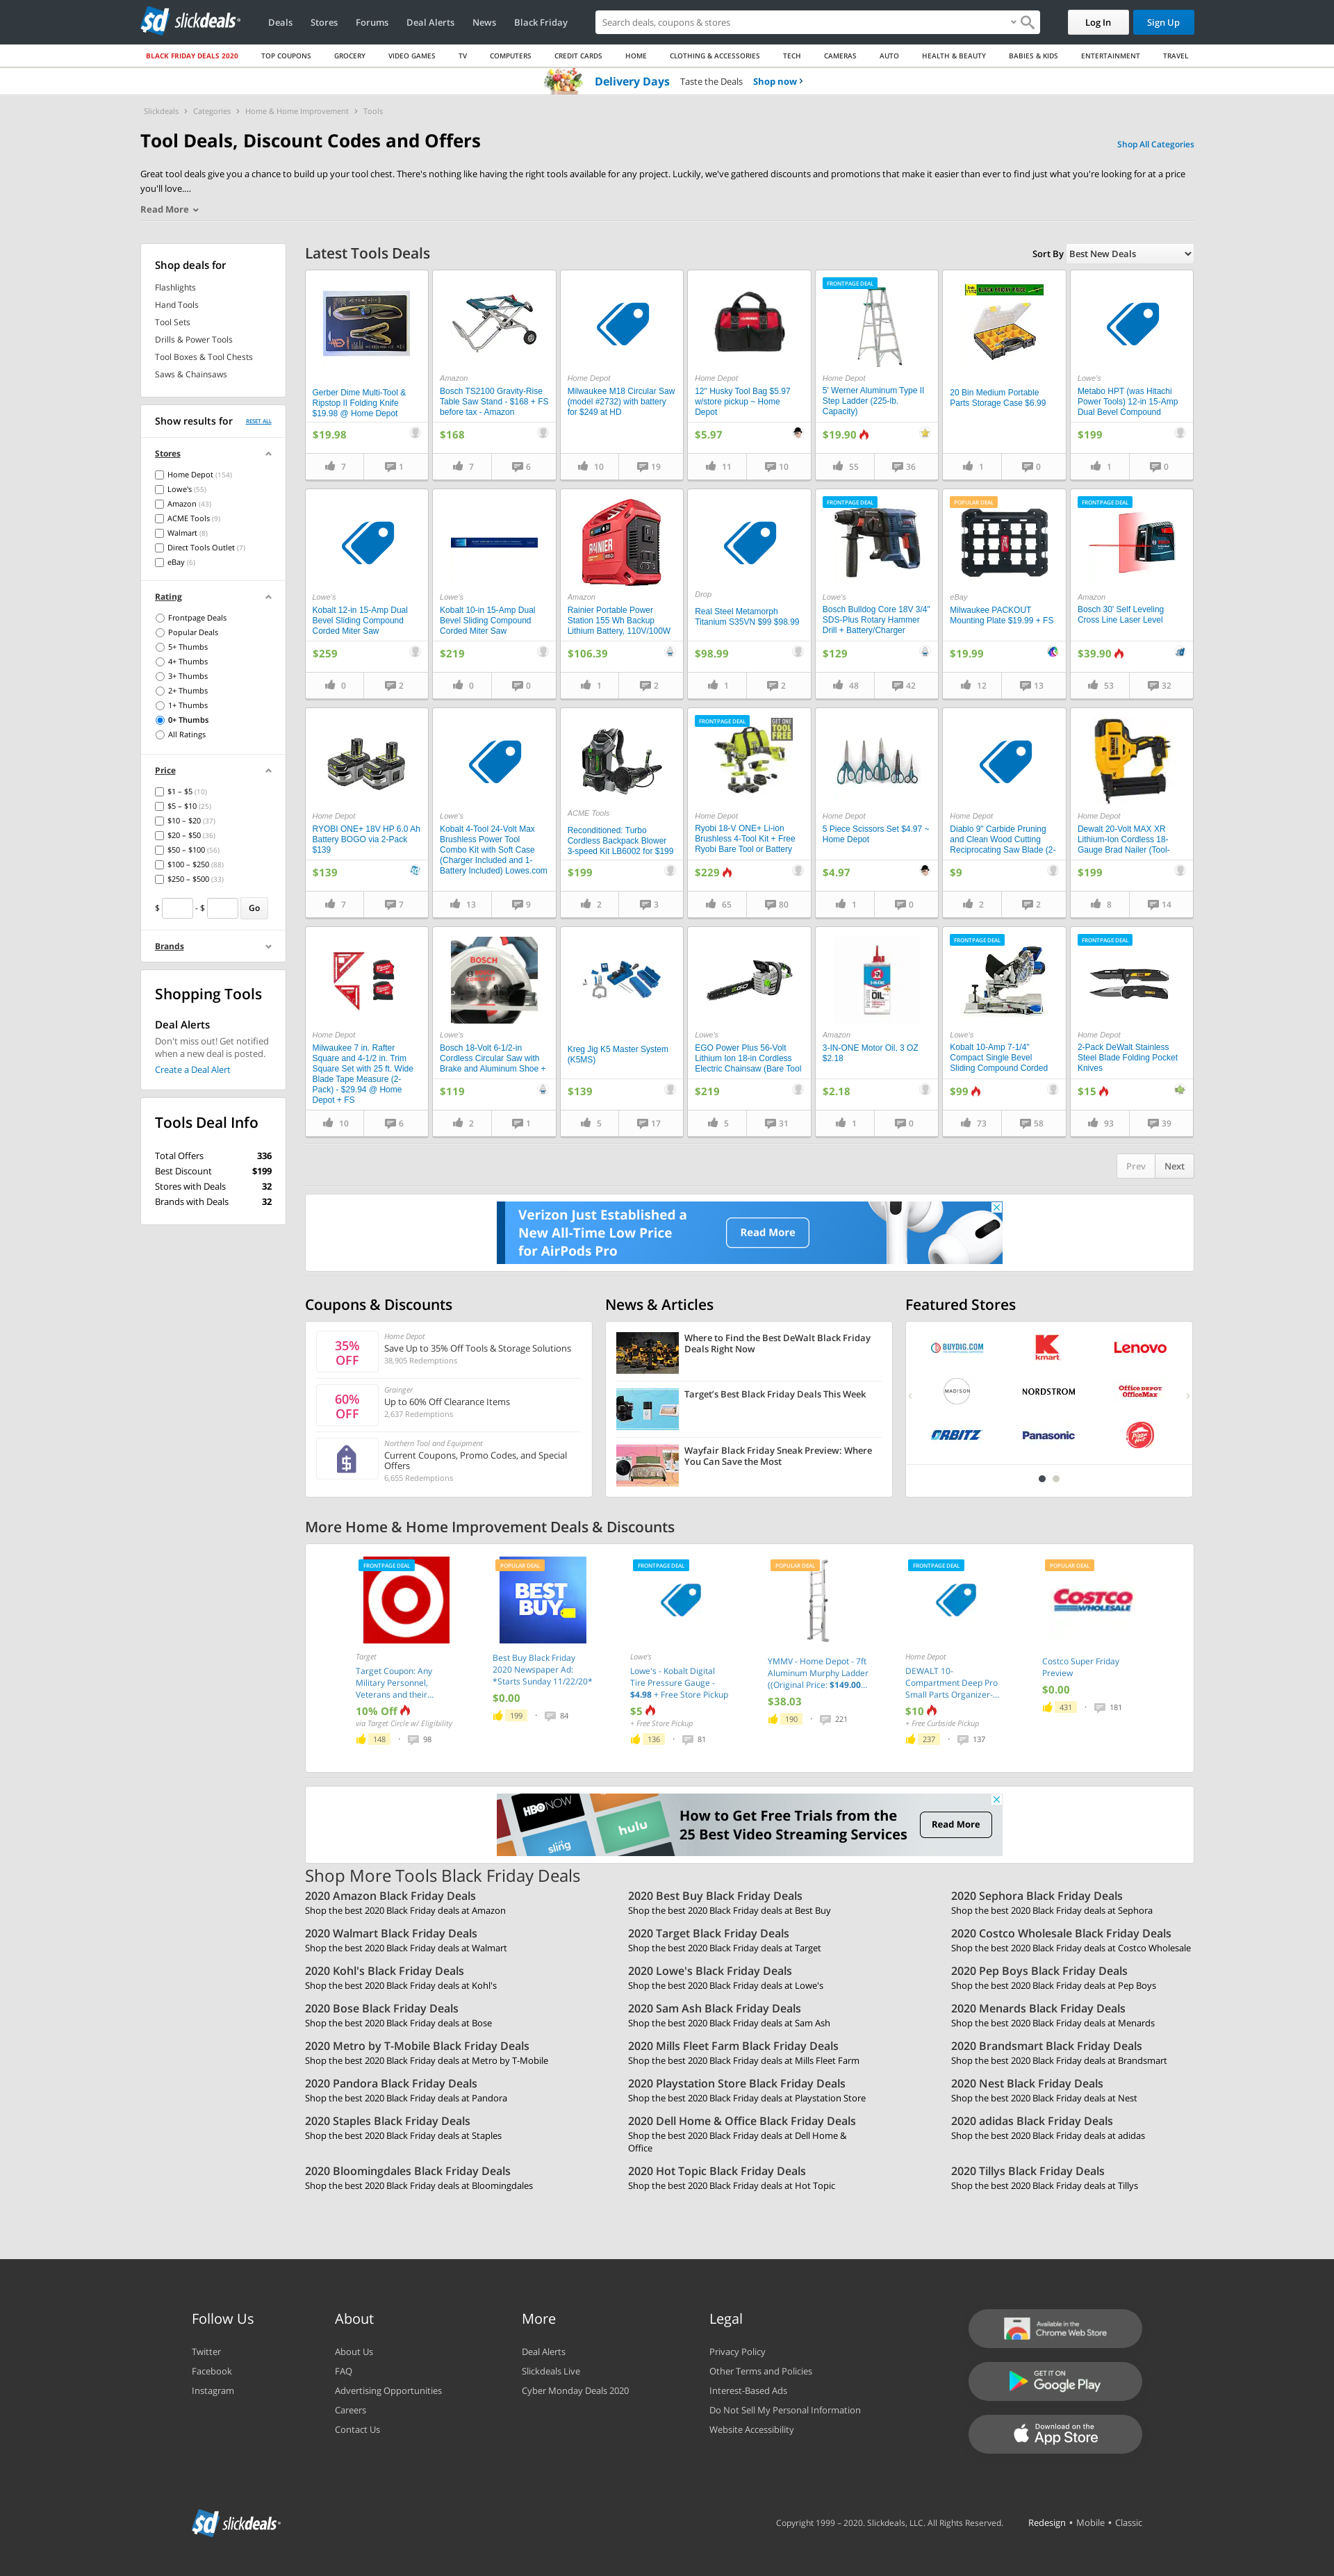 slickdeals
Deals
Stores
Forums
Deal Alerts
News
Black Friday
Search deals, coupons & stores
Log In
Sign Up
BLACK FRIDAY DEALS 2020
TOP COUPONS
GROCERY
VIDEO GAMES
TV
COMPUTERS
CREDIT CARDS
HOME
CLOTHING & ACCESSORIES
TECH
CAMERAS
AUTO
HEALTH & BEAUTY
BABIES & KIDS
ENTERTAINMENT
TRAVEL
Delivery Days Taste the Deals Shop now ›
Slickdeals › Categories › Home & Home Improvement › Tools
Tool Deals, Discount Codes and Offers
Shop All Categories
Great tool deals give you a chance to build up your tool chest. There's nothing like having the right tools available for any project. Luckily, we've gathered discounts and promotions that make it easier than ever to find just what you're looking for at a price
you'll love....
Read More
Shop deals for
Flashlights
Hand Tools
Tool Sets
Drills & Power Tools
Tool Boxes & Tool Chests
Saws & Chainsaws
Show results for
RESET ALL
Stores
Home Depot (154)
Lowe's (55)
Amazon (43)
ACME Tools (9)
Walmart (8)
Direct Tools Outlet (7)
eBay (6)
Rating
Frontpage Deals
Popular Deals
5+ Thumbs
4+ Thumbs
3+ Thumbs
2+ Thumbs
1+ Thumbs
0+ Thumbs
All Ratings
Price
$1 – $5 (10)
$5 – $10 (25)
$10 – $20 (37)
$20 – $50 (36)
$50 – $100 (56)
$100 – $250 (88)
$250 – $500 (33)
$ - $ Go
Brands
Shopping Tools
Deal Alerts
Don't miss out! Get notified
when a new deal is posted.
Create a Deal Alert
Tools Deal Info
Total Offers 336
Best Discount $199
Stores with Deals 32
Brands with Deals 32
Latest Tools Deals
Sort By Best New Deals
Gerber Dime Multi-Tool &
Ripstop II Folding Knife
$19.98 @ Home Depot
$19.98
7 1
Amazon
Bosch TS2100 Gravity-Rise
Table Saw Stand - $168 + FS
before tax - Amazon
$168
7 6
Home Depot
Milwaukee M18 Circular Saw
(model #2732) with battery
for $249 at HD
10 19
Home Depot
12" Husky Tool Bag $5.97
w/store pickup ~ Home
Depot
$5.97
11 10
FRONTPAGE DEAL
Home Depot
5' Werner Aluminum Type II
Step Ladder (225-lb.
Capacity)
$19.90
55 36
20 Bin Medium Portable
Parts Storage Case $6.99
1 0
Lowe's
Metabo HPT (was Hitachi
Power Tools) 12-in 15-Amp
Dual Bevel Compound
$199
1 0
Lowe's
Kobalt 12-in 15-Amp Dual
Bevel Sliding Compound
Corded Miter Saw
$259
0 2
Lowe's
Kobalt 10-in 15-Amp Dual
Bevel Sliding Compound
Corded Miter Saw
$219
0 0
RAINIER
Amazon
Rainier Portable Power
Station 155 Wh Backup
Lithium Battery, 110V/100W
$106.39
1 2
Drop
Real Steel Metamorph
Titanium S35VN $99 $98.99
$98.99
1 2
FRONTPAGE DEAL
Lowe's
Bosch Bulldog Core 18V 3/4"
SDS-Plus Rotary Hammer
Drill + Battery/Charger
$129
48 42
POPULAR DEAL
eBay
Milwaukee PACKOUT
Mounting Plate $19.99 + FS
$19.99
12 13
FRONTPAGE DEAL
Amazon
Bosch 30' Self Leveling
Cross Line Laser Level
$39.90
53 32
Home Depot
RYOBI ONE+ 18V HP 6.0 Ah
Battery BOGO via 2-Pack
$139
$139
7 7
Lowe's
Kobalt 4-Tool 24-Volt Max
Brushless Power Tool
Combo Kit with Soft Case
(Charger Included and 1-
Battery Included) Lowes.com
13 9
ACME Tools
Reconditioned: Turbo
Cordless Backpack Blower
3-speed Kit LB6002 for $199
$199
2 3
FRONTPAGE DEAL
GET ONE TOOL FREE
Home Depot
Ryobi 18-V ONE+ Li-ion
Brushless 4-Tool Kit + Free
Ryobi Bare Tool or Battery
$229
65 80
Home Depot
5 Piece Scissors Set $4.97 ~
Home Depot
$4.97
1 0
Home Depot
Diablo 9" Carbide Pruning
and Clean Wood Cutting
Reciprocating Saw Blade (2-
$9
2 2
Home Depot
Dewalt 20-Volt MAX XR
Lithium-Ion Cordless 18-
Gauge Brad Nailer (Tool-
$199
8 14
Home Depot
Milwaukee 7 in. Rafter
Square and 4-1/2 in. Trim
Square Set with 25 ft. Wide
Blade Tape Measure (2-
Pack) - $29.94 @ Home
Depot + FS
10 6
BOSCH
Lowe's
Bosch 18-Volt 6-1/2-in
Cordless Circular Saw with
Brake and Aluminum Shoe +
$119
2 1
Kreg Jig K5 Master System
(K5MS)
$139
5 17
EGO
Lowe's
EGO Power Plus 56-Volt
Lithium Ion 18-in Cordless
Electric Chainsaw (Bare Tool
$219
5 31
OIL
Amazon
3-IN-ONE Motor Oil, 3 OZ
$2.18
$2.18
1 0
FRONTPAGE DEAL
Lowe's
Kobalt 10-Amp 7-1/4"
Compact Single Bevel
Sliding Compound Corded
$99
73 58
FRONTPAGE DEAL
Home Depot
2-Pack DeWalt Stainless
Steel Blade Folding Pocket
Knives
$15
93 39
Prev Next
Verizon Just Established a
New All-Time Low Price
for AirPods Pro
Read More
Coupons & Discounts
35%
OFF
Home Depot
Save Up to 35% Off Tools & Storage Solutions
38,905 Redemptions
60%
OFF
Grainger
Up to 60% Off Clearance Items
2,637 Redemptions
Northern Tool and Equipment
Current Coupons, Promo Codes, and Special
Offers
6,655 Redemptions
News & Articles
Where to Find the Best DeWalt Black Friday
Deals Right Now
Target's Best Black Friday Deals This Week
Wayfair Black Friday Sneak Preview: Where
You Can Save the Most
Featured Stores
BUYDIG.COM
kmart
Lenovo
MADISON
NORDSTROM
Office DEPOT
OfficeMax
ORBITZ
Panasonic
Pizza Hut
More Home & Home Improvement Deals & Discounts
FRONTPAGE DEAL
Target
Target Coupon: Any
Military Personnel,
Veterans and their...
10% Off
via Target Circle w/ Eligibility
148 • 98
POPULAR DEAL
BEST BUY
Best Buy Black Friday
2020 Newspaper Ad:
*Starts Sunday 11/22/20*
$0.00
199 • 84
FRONTPAGE DEAL
Lowe's
Lowe's - Kobalt Digital
Tire Pressure Gauge -
$4.98 + Free Store Pickup
$5
+ Free Store Pickup
136 • 81
POPULAR DEAL
YMMV - Home Depot - 7ft
Aluminum Murphy Ladder
((Original Price: $149.00...
$38.03
190 • 221
FRONTPAGE DEAL
Home Depot
DEWALT 10-
Compartment Deep Pro
Small Parts Organizer-...
$10
+ Free Curbside Pickup
237 • 137
POPULAR DEAL
COSTCO
WHOLESALE
Costco Super Friday
Preview
$0.00
431 • 181
HBO NOW
sling
hulu
How to Get Free Trials from the
25 Best Video Streaming Services
Read More
Shop More Tools Black Friday Deals
2020 Amazon Black Friday Deals
Shop the best 2020 Black Friday deals at Amazon
2020 Best Buy Black Friday Deals
Shop the best 2020 Black Friday deals at Best Buy
2020 Sephora Black Friday Deals
Shop the best 2020 Black Friday deals at Sephora
2020 Walmart Black Friday Deals
Shop the best 2020 Black Friday deals at Walmart
2020 Target Black Friday Deals
Shop the best 2020 Black Friday deals at Target
2020 Costco Wholesale Black Friday Deals
Shop the best 2020 Black Friday deals at Costco Wholesale
2020 Kohl's Black Friday Deals
Shop the best 2020 Black Friday deals at Kohl's
2020 Lowe's Black Friday Deals
Shop the best 2020 Black Friday deals at Lowe's
2020 Pep Boys Black Friday Deals
Shop the best 2020 Black Friday deals at Pep Boys
2020 Bose Black Friday Deals
Shop the best 2020 Black Friday deals at Bose
2020 Sam Ash Black Friday Deals
Shop the best 2020 Black Friday deals at Sam Ash
2020 Menards Black Friday Deals
Shop the best 2020 Black Friday deals at Menards
2020 Metro by T-Mobile Black Friday Deals
Shop the best 2020 Black Friday deals at Metro by T-Mobile
2020 Mills Fleet Farm Black Friday Deals
Shop the best 2020 Black Friday deals at Mills Fleet Farm
2020 Brandsmart Black Friday Deals
Shop the best 2020 Black Friday deals at Brandsmart
2020 Pandora Black Friday Deals
Shop the best 2020 Black Friday deals at Pandora
2020 Playstation Store Black Friday Deals
Shop the best 2020 Black Friday deals at Playstation Store
2020 Nest Black Friday Deals
Shop the best 2020 Black Friday deals at Nest
2020 Staples Black Friday Deals
Shop the best 2020 Black Friday deals at Staples
2020 Dell Home & Office Black Friday Deals
Shop the best 2020 Black Friday deals at Dell Home &
Office
2020 adidas Black Friday Deals
Shop the best 2020 Black Friday deals at adidas
2020 Bloomingdales Black Friday Deals
Shop the best 2020 Black Friday deals at Bloomingdales
2020 Hot Topic Black Friday Deals
Shop the best 2020 Black Friday deals at Hot Topic
2020 Tillys Black Friday Deals
Shop the best 2020 Black Friday deals at Tillys
Follow Us
Twitter
Facebook
Instagram
About
About Us
FAQ
Advertising Opportunities
Careers
Contact Us
More
Deal Alerts
Slickdeals Live
Cyber Monday Deals 2020
Legal
Privacy Policy
Other Terms and Policies
Interest-Based Ads
Do Not Sell My Personal Information
Website Accessibility
Available in the
Chrome Web Store
GET IT ON
Google Play
Download on the
App Store
slickdeals
Copyright 1999 – 2020. Slickdeals, LLC. All Rights Reserved.
Redesign • Mobile • Classic